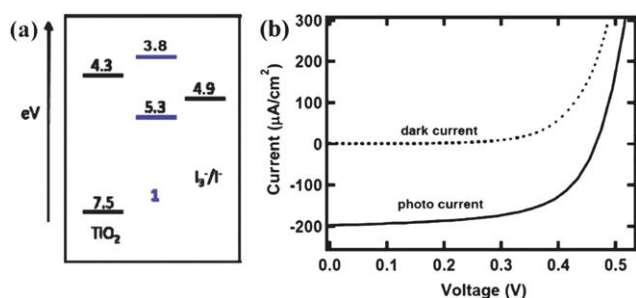 (a)
eV
4.3
3.8
5.3
4.9
7.5
TiO₂
1
I₃⁻/I⁻
(b)
Current (µA/cm²)
300
200
100
0
-100
-200
dark current
photo current
0.0 0.1 0.2 0.3 0.4 0.5
Voltage (V)